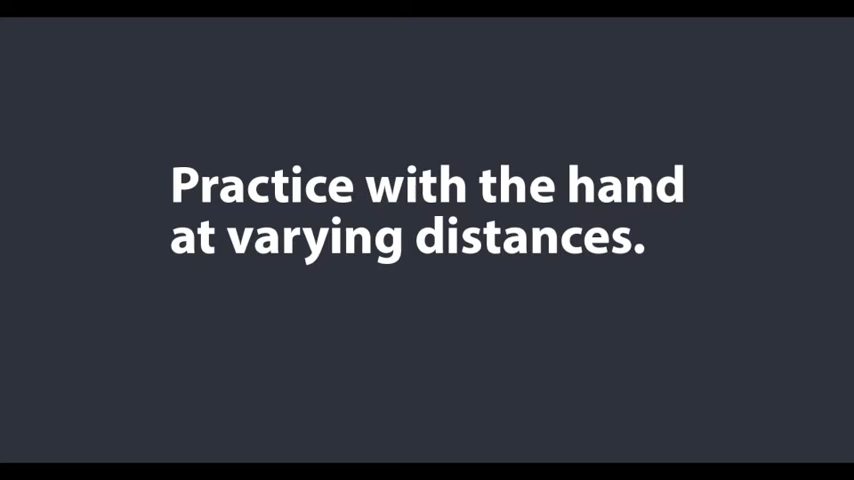 Practice with the hand
at varying distances.